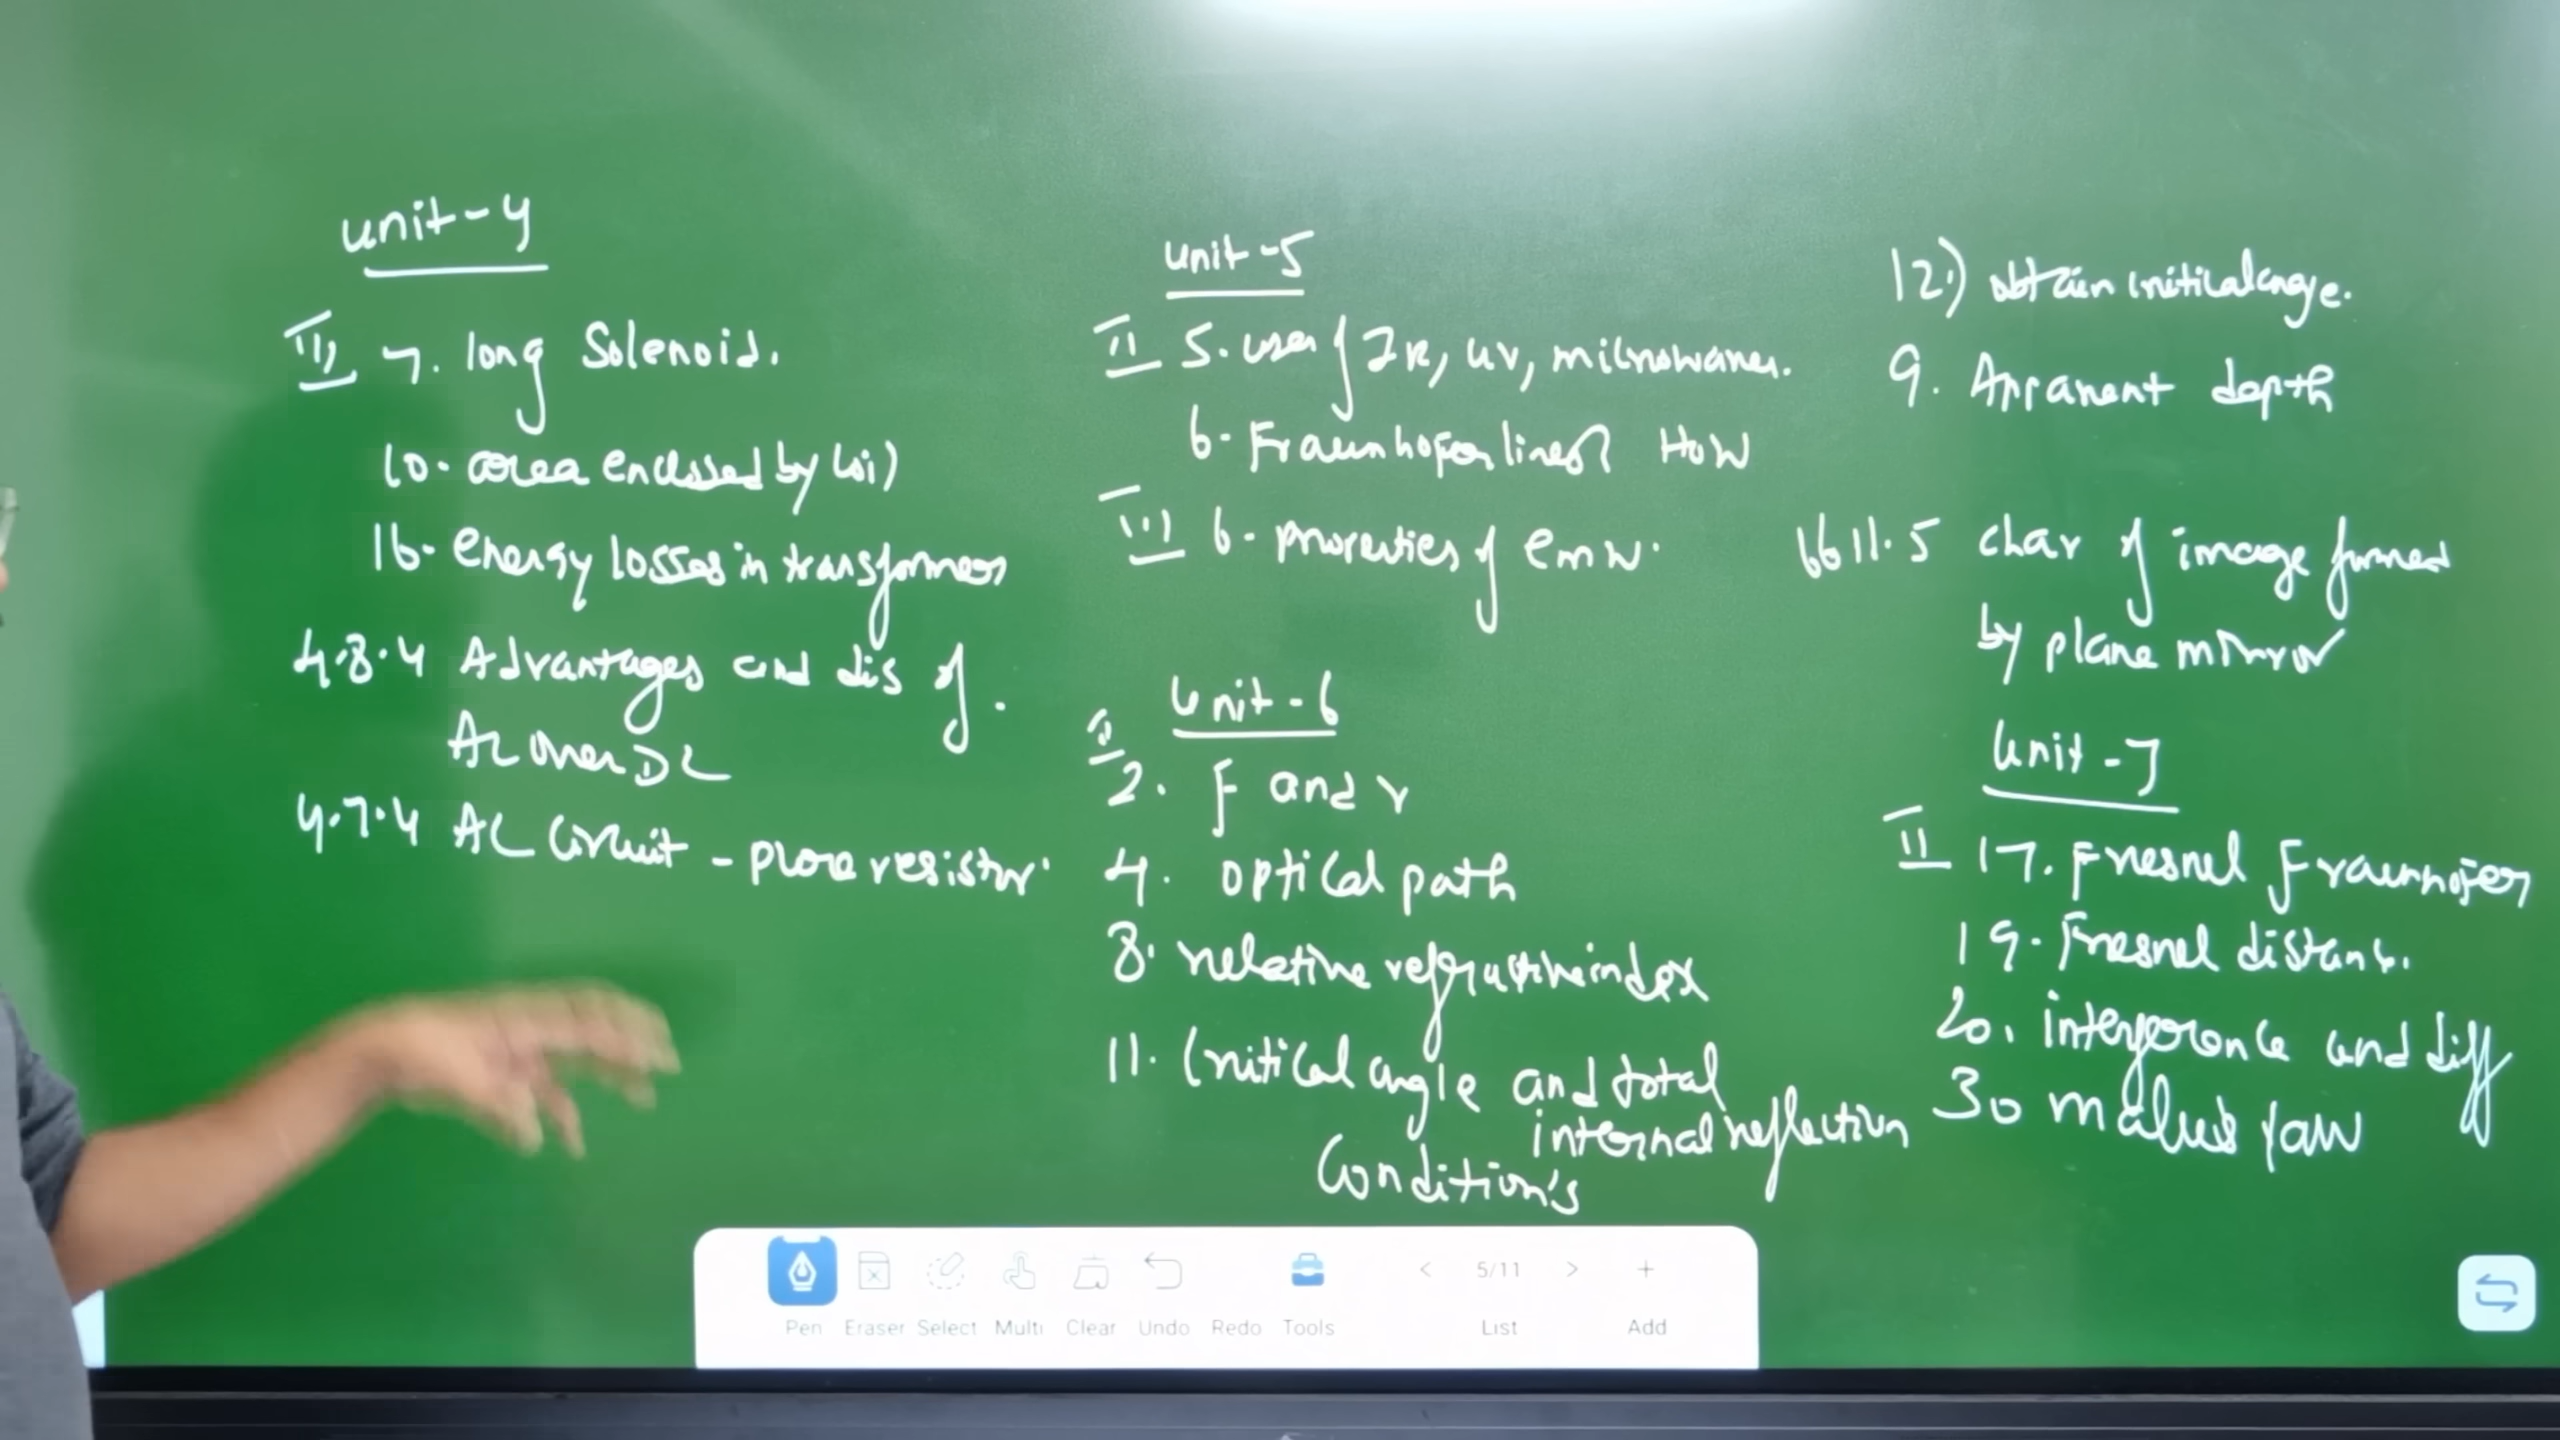 unit-4
III 7. long Solenoid.
10. area enclosed by coil
16. energy losses in transformer
4.8.4 Advantages and dis of.
AC over DC
4.7.4 AC circuit - pure resistor.
unit-5
II 5. uses of IR, UV, microwaves.
6. Fraunhofer lines? How
III 6. properties of emw.
Unit-6
II
2. f and r
4. optical path
8. relative refractive index
11. Critical angle and total
internal reflection
Condition's
12.) obtain critical angle.
9. Apparent depth
11.5 char of image formed
by plane mirror
Unit-7
II 17. Fresnel Fraunhofer
19. Fresnel distance.
20. interference and diff
30 malus law
Pen Eraser Select Multi Clear Undo Redo Tools < 5/11 > List + Add